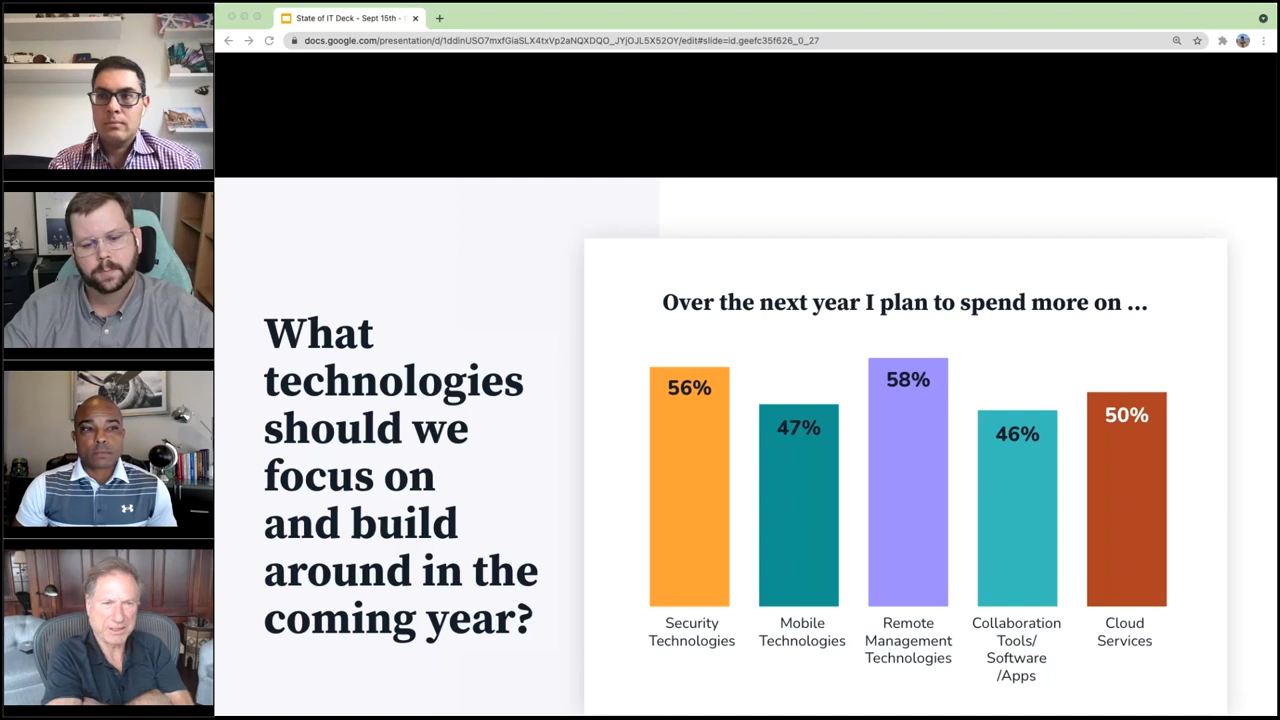 State of IT Deck - Sept 15th -
docs.google.com/presentation/d/1ddinUSO7mxfGiaSLX4txVp2aNQXDQO_JYjOJL5X52OY/edit#slide=id.geefc35f626_0_27
What
technologies
should we
focus on
and build
around in the
coming year?
Over the next year I plan to spend more on ...
56%
47%
58%
46%
50%
Security
Technologies
Mobile
Technologies
Remote
Management
Technologies
Collaboration
Tools/
Software
/Apps
Cloud
Services